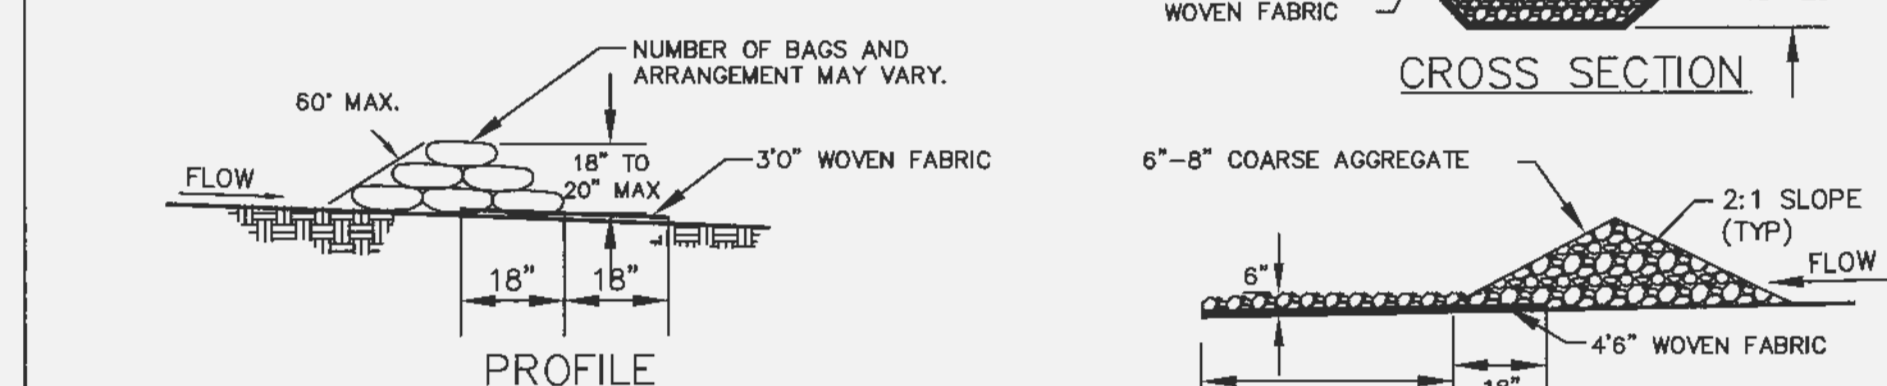 NUMBER OF BAGS AND
ARRANGEMENT MAY VARY.
60° MAX.
FLOW
18" TO
20" MAX
3'0" WOVEN FABRIC
18"
18"
PROFILE
WOVEN FABRIC
CROSS SECTION
6"-8" COARSE AGGREGATE
2:1 SLOPE
(TYP)
FLOW
6"
4'6" WOVEN FABRIC
18"